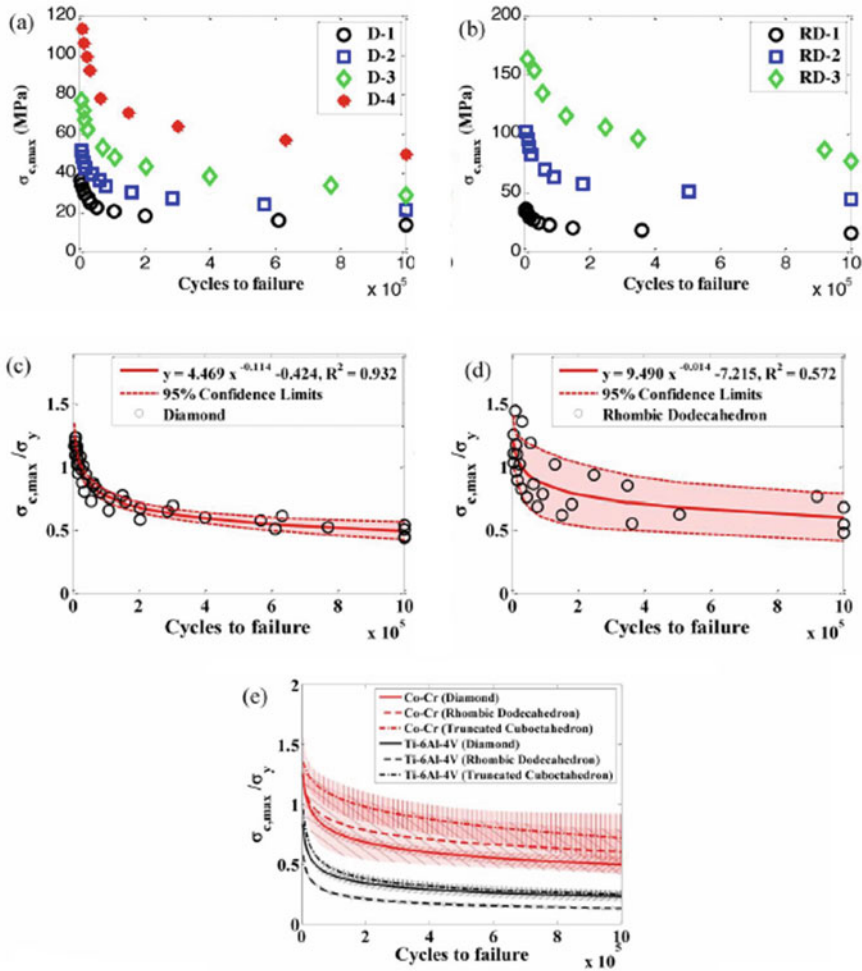 (a)
120
100
80
60
40
20
0
σc,max (MPa)
D-1
D-2
D-3
D-4
0 2 4 6 8 10
Cycles to failure
x 10^5
(b)
200
150
100
50
0
RD-1
RD-2
RD-3
0 2 4 6 8 10
Cycles to failure
x 10^5
(c)
1.5
1
0.5
0
σc,max/σy
y = 4.469 x^-0.114 -0.424, R^2 = 0.932
95% Confidence Limits
Diamond
0 2 4 6 8 10
Cycles to failure
x 10^5
(d)
1.5
1
0.5
0
σc,max/σy
y = 9.490 x^-0.014 -7.215, R^2 = 0.572
95% Confidence Limits
Rhombic Dodecahedron
0 2 4 6 8 10
Cycles to failure
x 10^5
(e)
2
1.5
1
0.5
0
σc,max/σy
Co-Cr (Diamond)
Co-Cr (Rhombic Dodecahedron)
Co-Cr (Truncated Cuboctahedron)
Ti-6Al-4V (Diamond)
Ti-6Al-4V (Rhombic Dodecahedron)
Ti-6Al-4V (Truncated Cuboctahedron)
0 2 4 6 8 10
Cycles to failure
x 10^5